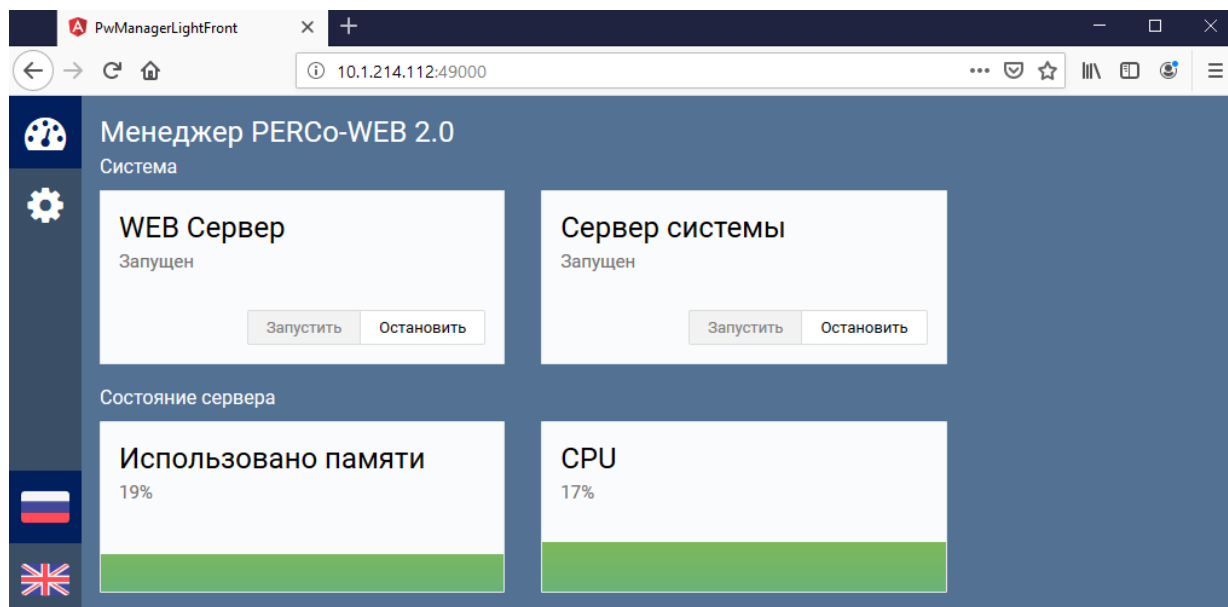 PwManagerLightFront
10.1.214.112:49000
Менеджер PERCo-WEB 2.0
Система
WEB Сервер
Запущен
Запустить Остановить
Сервер системы
Запущен
Запустить Остановить
Состояние сервера
Использовано памяти
19%
CPU
17%